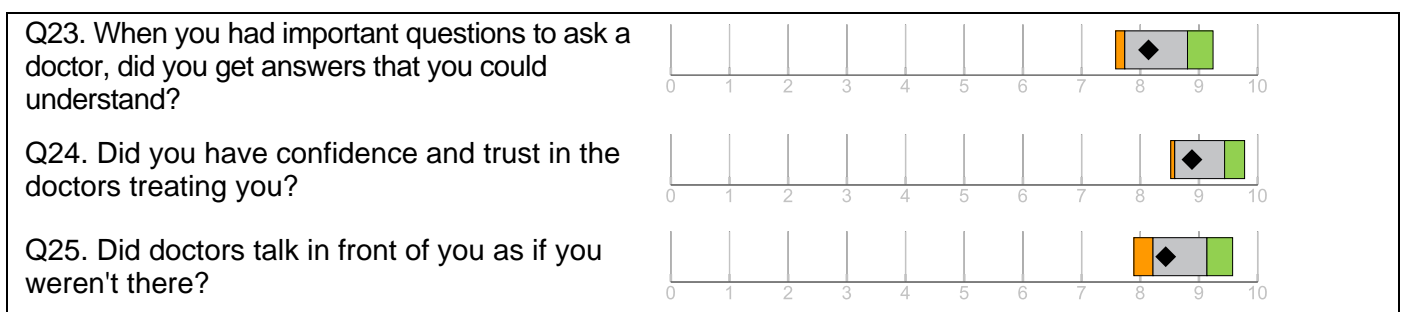 Q23. When you had important questions to ask a
doctor, did you get answers that you could
understand?
0 1 2 3 4 5 6 7 8 9 10
Q24. Did you have confidence and trust in the
doctors treating you?
0 1 2 3 4 5 6 7 8 9 10
Q25. Did doctors talk in front of you as if you
weren't there?
0 1 2 3 4 5 6 7 8 9 10